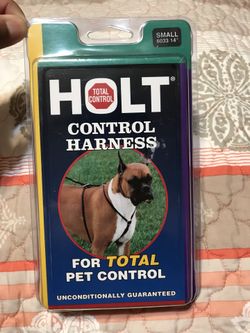 SMALL
6033 14"
HOLT®
TOTAL
CONTROL
CONTROL
HARNESS
FOR TOTAL
PET CONTROL
UNCONDITIONALLY GUARANTEED